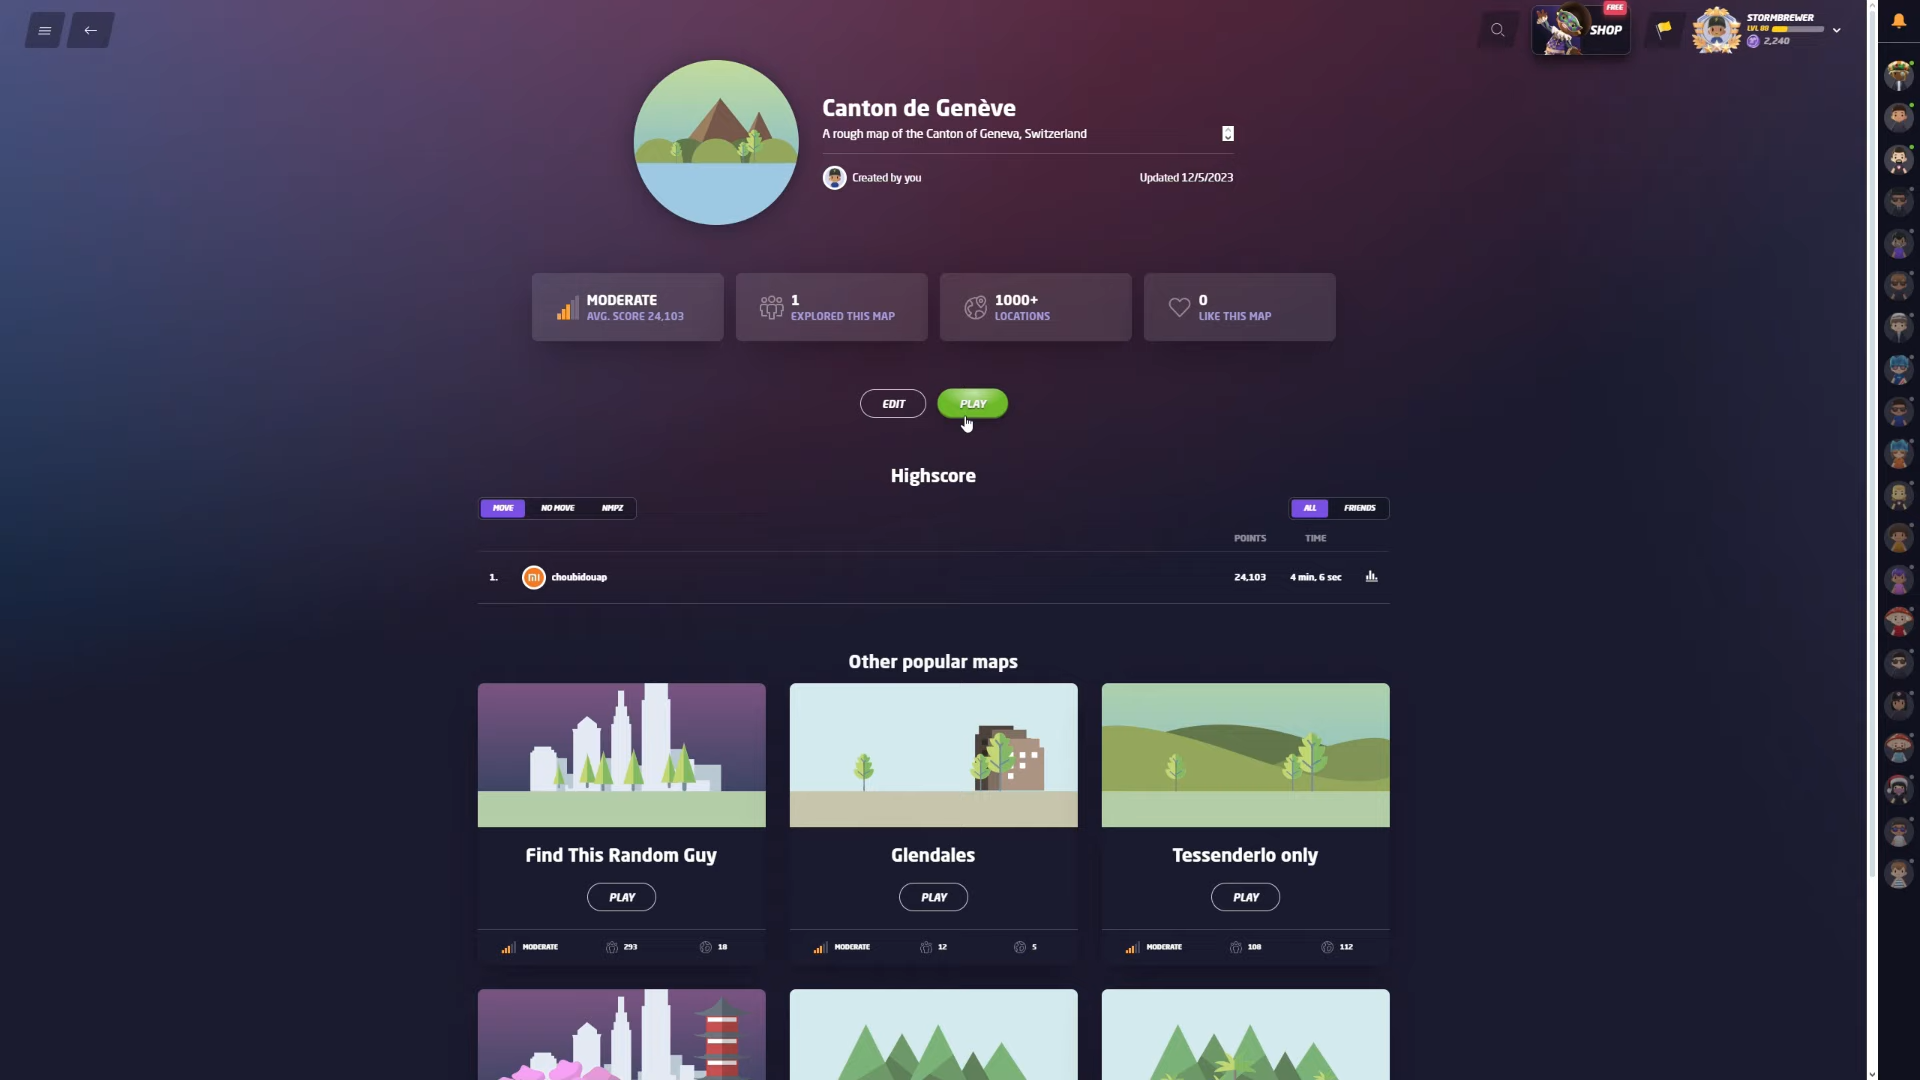 FREE
SHOP
STORMBREWER
LVL 80
2,240
Canton de Genève
A rough map of the Canton of Geneva, Switzerland
Created by you
Updated 12/5/2023
MODERATE
AVG. SCORE 24,103
1
EXPLORED THIS MAP
1000+
LOCATIONS
0
LIKE THIS MAP
EDIT
PLAY
Highscore
MOVE NO MOVE NMPZ
ALL FRIENDS
POINTS TIME
1. mi choubidouap 24,103 4 min, 6 sec
Other popular maps
Find This Random Guy
PLAY
MODERATE 293 18
Glendales
PLAY
MODERATE 12 5
Tessenderlo only
PLAY
MODERATE 108 112